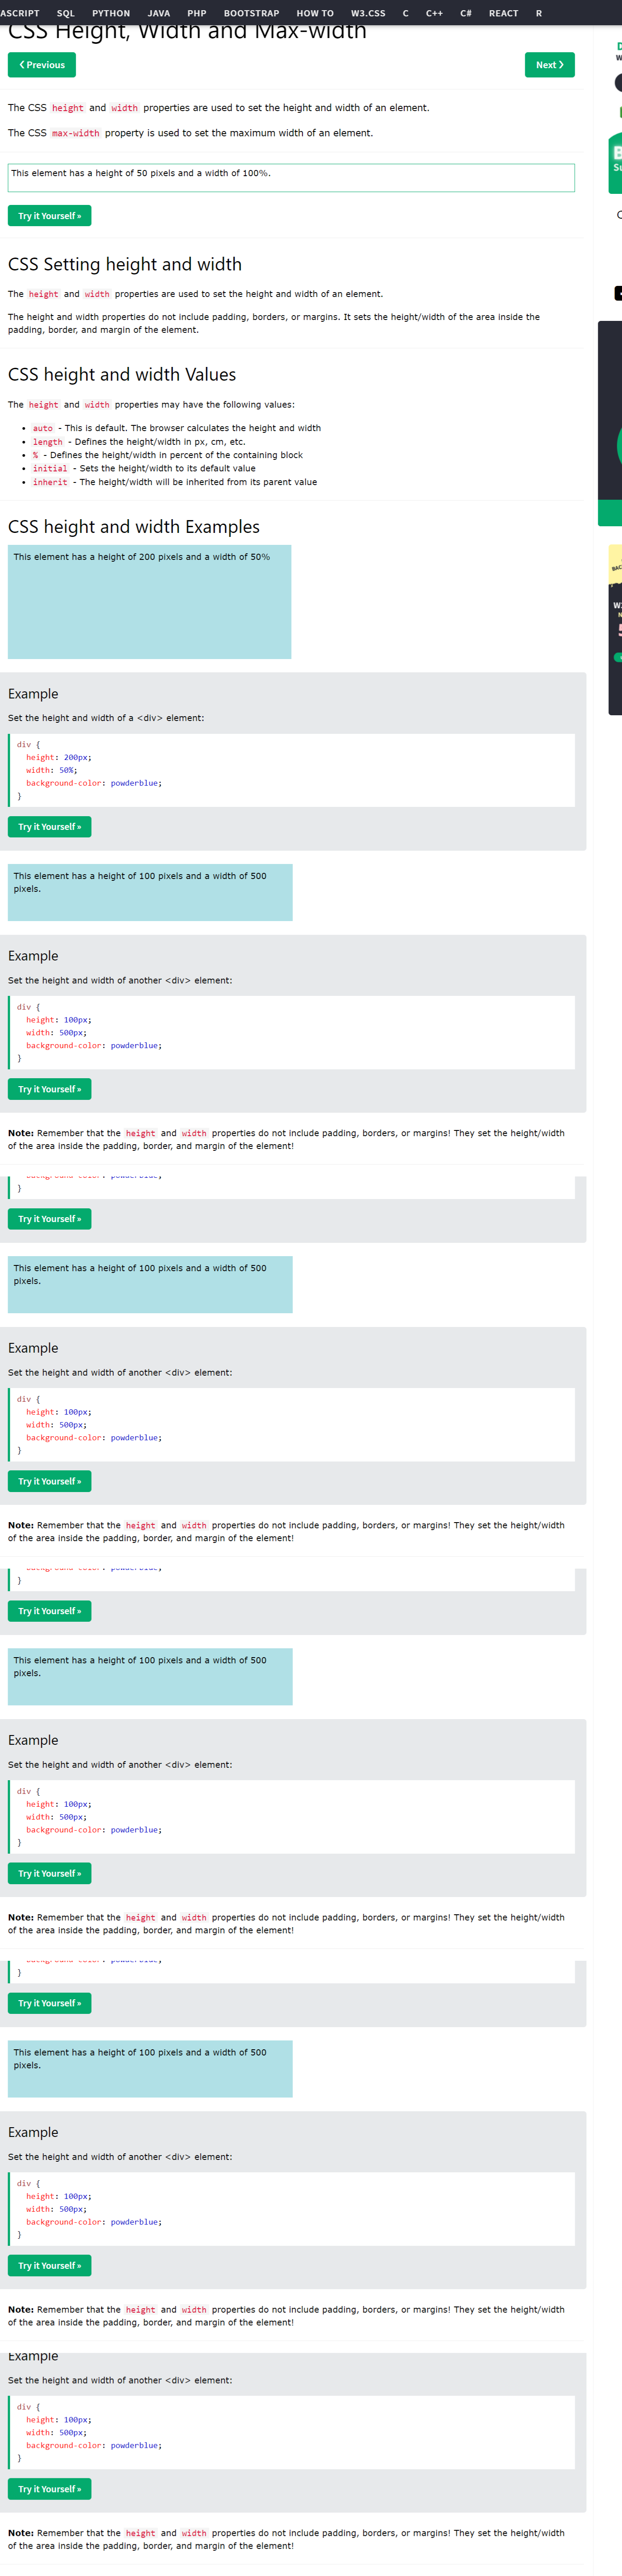 ASCRIPT SQL PYTHON JAVA PHP BOOTSTRAP HOW TO W3.CSS C C++ C# REACT R
CSS Height, Width and Max-width
❮ Previous
Next ❯
The CSS height and width properties are used to set the height and width of an element.
The CSS max-width property is used to set the maximum width of an element.
This element has a height of 50 pixels and a width of 100%.
Try it Yourself »
CSS Setting height and width
The height and width properties are used to set the height and width of an element.
The height and width properties do not include padding, borders, or margins. It sets the height/width of the area inside the
padding, border, and margin of the element.
CSS height and width Values
The height and width properties may have the following values:
• auto - This is default. The browser calculates the height and width
• length - Defines the height/width in px, cm, etc.
• % - Defines the height/width in percent of the containing block
• initial - Sets the height/width to its default value
• inherit - The height/width will be inherited from its parent value
CSS height and width Examples
This element has a height of 200 pixels and a width of 50%
Example
Set the height and width of a <div> element:
div {
height: 200px;
width: 50%;
background-color: powderblue;
}
Try it Yourself »
This element has a height of 100 pixels and a width of 500
pixels.
Example
Set the height and width of another <div> element:
div {
height: 100px;
width: 500px;
background-color: powderblue;
}
Try it Yourself »
Note: Remember that the height and width properties do not include padding, borders, or margins! They set the height/width
of the area inside the padding, border, and margin of the element!
}
Try it Yourself »
This element has a height of 100 pixels and a width of 500
pixels.
Example
Set the height and width of another <div> element:
div {
height: 100px;
width: 500px;
background-color: powderblue;
}
Try it Yourself »
Note: Remember that the height and width properties do not include padding, borders, or margins! They set the height/width
of the area inside the padding, border, and margin of the element!
}
Try it Yourself »
This element has a height of 100 pixels and a width of 500
pixels.
Example
Set the height and width of another <div> element:
div {
height: 100px;
width: 500px;
background-color: powderblue;
}
Try it Yourself »
Note: Remember that the height and width properties do not include padding, borders, or margins! They set the height/width
of the area inside the padding, border, and margin of the element!
}
Try it Yourself »
This element has a height of 100 pixels and a width of 500
pixels.
Example
Set the height and width of another <div> element:
div {
height: 100px;
width: 500px;
background-color: powderblue;
}
Try it Yourself »
Note: Remember that the height and width properties do not include padding, borders, or margins! They set the height/width
of the area inside the padding, border, and margin of the element!
Example
Set the height and width of another <div> element:
div {
height: 100px;
width: 500px;
background-color: powderblue;
}
Try it Yourself »
Note: Remember that the height and width properties do not include padding, borders, or margins! They set the height/width
of the area inside the padding, border, and margin of the element!